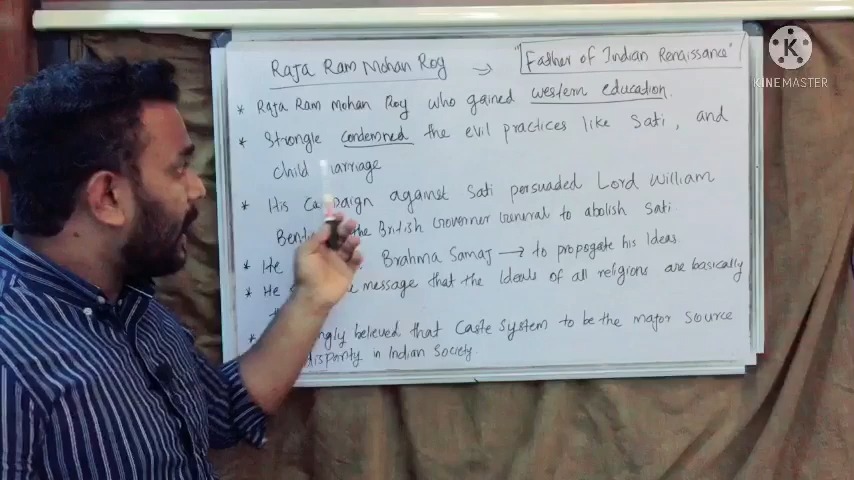 Raja Ram Mohan Roy → "Father of Indian Renaissance"
* Raja Ram Mohan Roy who gained western education.
* Strongle condemned the evil practices like Sati, and
child marriage
* His against Sati persuaded Lord William
the British Governer General to abolish Sati.
* He Brahma Samaj → to propogate his Ideas.
* He message that the Ideals of all religions are basically
believed that Caste System to be the major source
disparity in Indian Society.
K
KINEMASTER